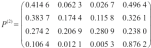 P⁽²⁾ = (0.414 6 0.062 3 0.026 7 0.496 4
0.383 7 0.174 4 0.115 8 0.326 1
0.274 2 0.206 9 0.280 9 0.238 0
0.106 4 0.012 1 0.005 3 0.876 2)